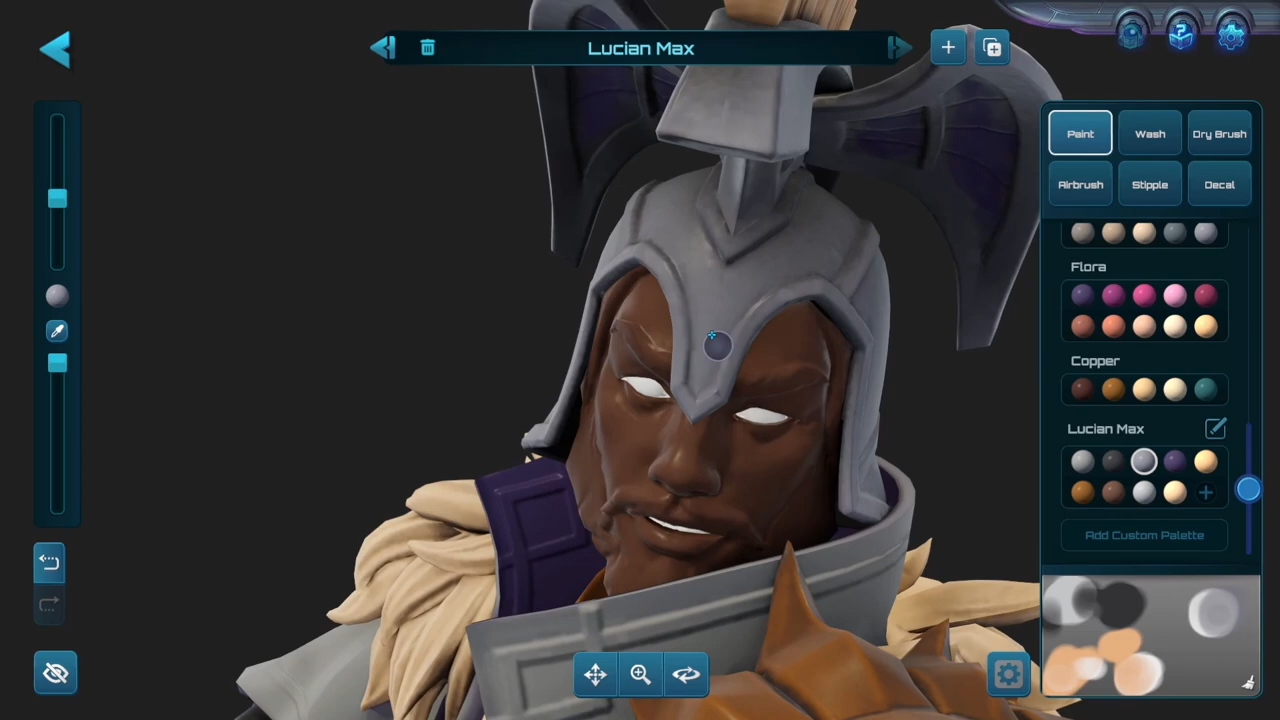 Lucian Max
Paint
Wash
Dry Brush
Airbrush
Stipple
Decal
Flora
Copper
Lucian Max
Add Custom Palette